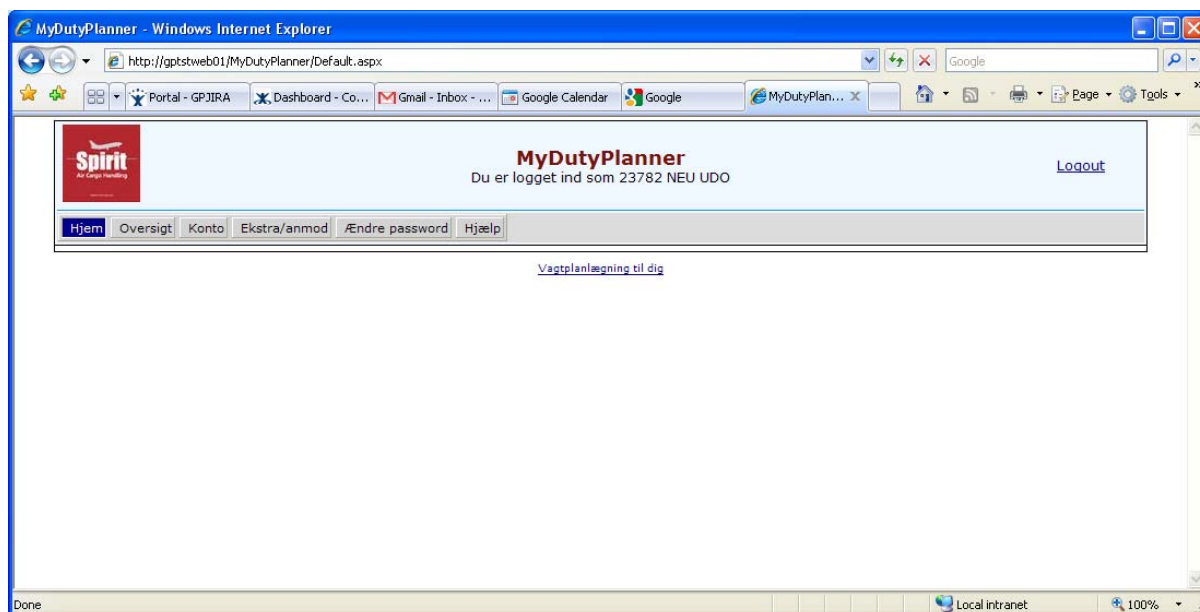 MyDutyPlanner - Windows Internet Explorer
http://gptstweb01/MyDutyPlanner/Default.aspx
Google
Portal - GPJIRA
Dashboard - Co...
Gmail - Inbox - ...
Google Calendar
Google
MyDutyPlan...
Page
Tools
Spirit
Air Cargo Handling
MyDutyPlanner
Du er logget ind som 23782 NEU UDO
Logout
Hjem Oversigt Konto Ekstra/anmod Ændre password Hjælp
Vagtplanlægning til dig
Done
Local intranet
100%